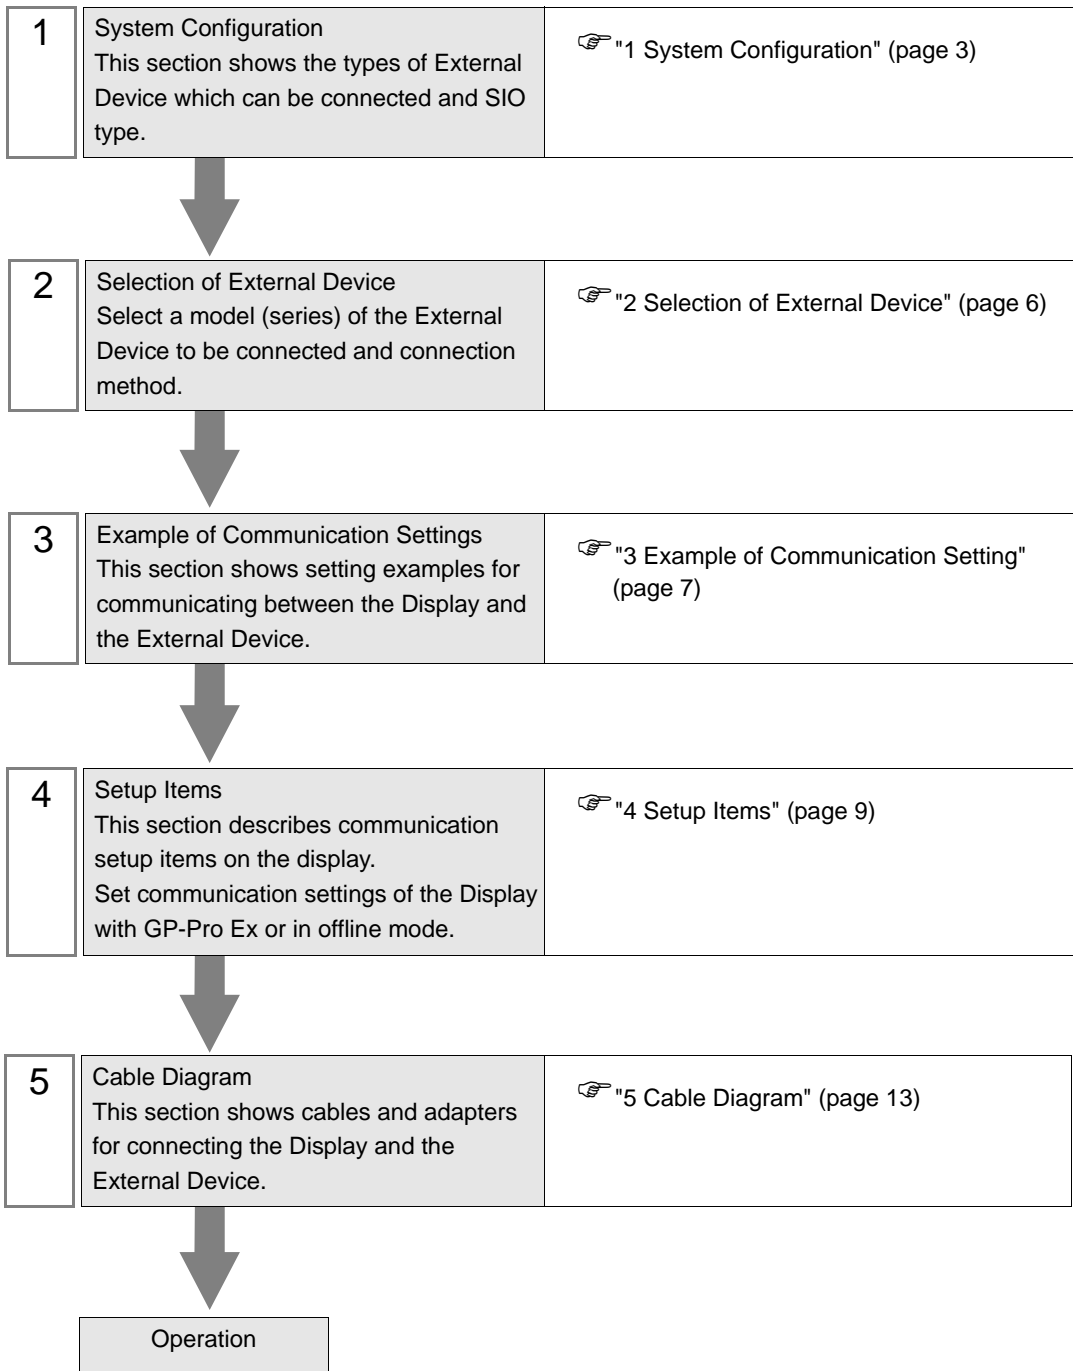 1
System Configuration
This section shows the types of External
Device which can be connected and SIO
type.
"1 System Configuration" (page 3)
2
Selection of External Device
Select a model (series) of the External
Device to be connected and connection
method.
"2 Selection of External Device" (page 6)
3
Example of Communication Settings
This section shows setting examples for
communicating between the Display and
the External Device.
"3 Example of Communication Setting"
(page 7)
4
Setup Items
This section describes communication
setup items on the display.
Set communication settings of the Display
with GP-Pro Ex or in offline mode.
"4 Setup Items" (page 9)
5
Cable Diagram
This section shows cables and adapters
for connecting the Display and the
External Device.
"5 Cable Diagram" (page 13)
Operation